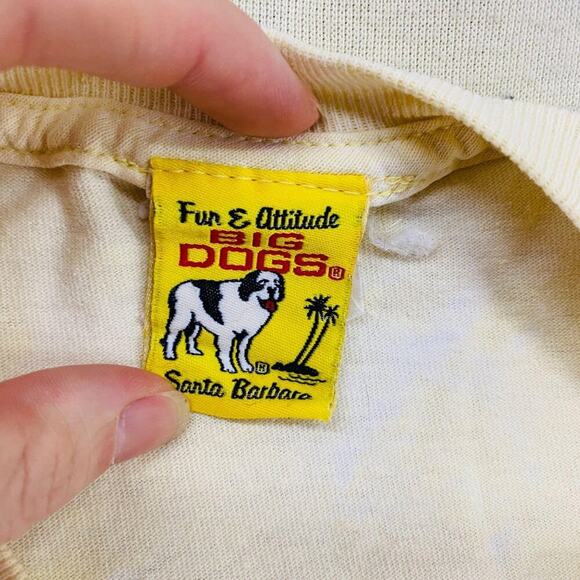 Fun & Attitude
BIG
DOGS®
®
Santa Barbara